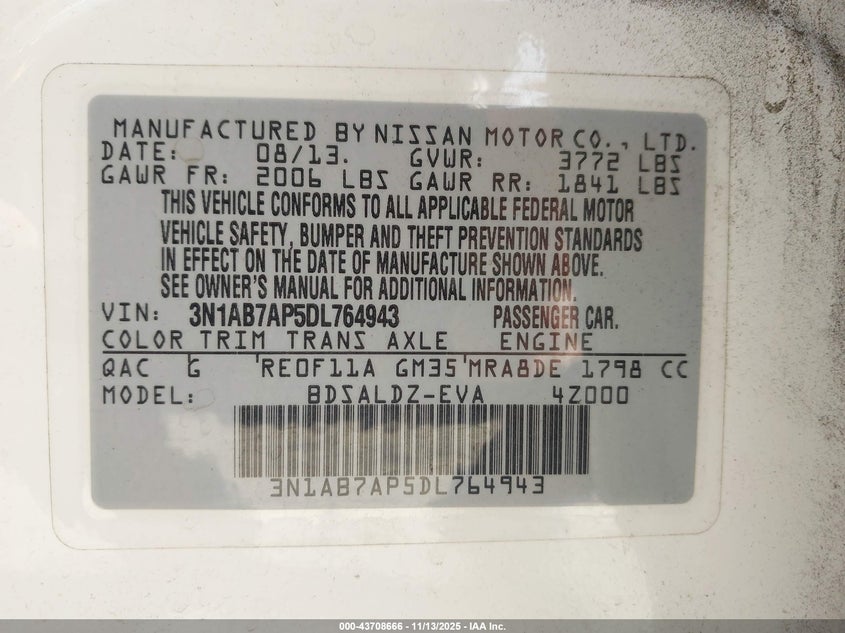 MANUFACTURED BY NISSAN MOTOR CO., LTD.
DATE: 08/13. GVWR: 3772 LBS
GAWR FR: 2006 LBS GAWR RR: 1841 LBS
THIS VEHICLE CONFORMS TO ALL APPLICABLE FEDERAL MOTOR
VEHICLE SAFETY, BUMPER AND THEFT PREVENTION STANDARDS
IN EFFECT ON THE DATE OF MANUFACTURE SHOWN ABOVE.
SEE OWNER'S MANUAL FOR ADDITIONAL INFORMATION.
VIN: 3N1AB7AP5DL764943 PASSENGER CAR.
COLOR TRIM TRANS AXLE ENGINE
QAC G RE0F11A GM35 MRA8DE 1798 CC
MODEL: BDSALDZ-EVA 4Z000
3N1AB7AP5DL764943
000-43708666 - 11/13/2025 - IAA Inc.